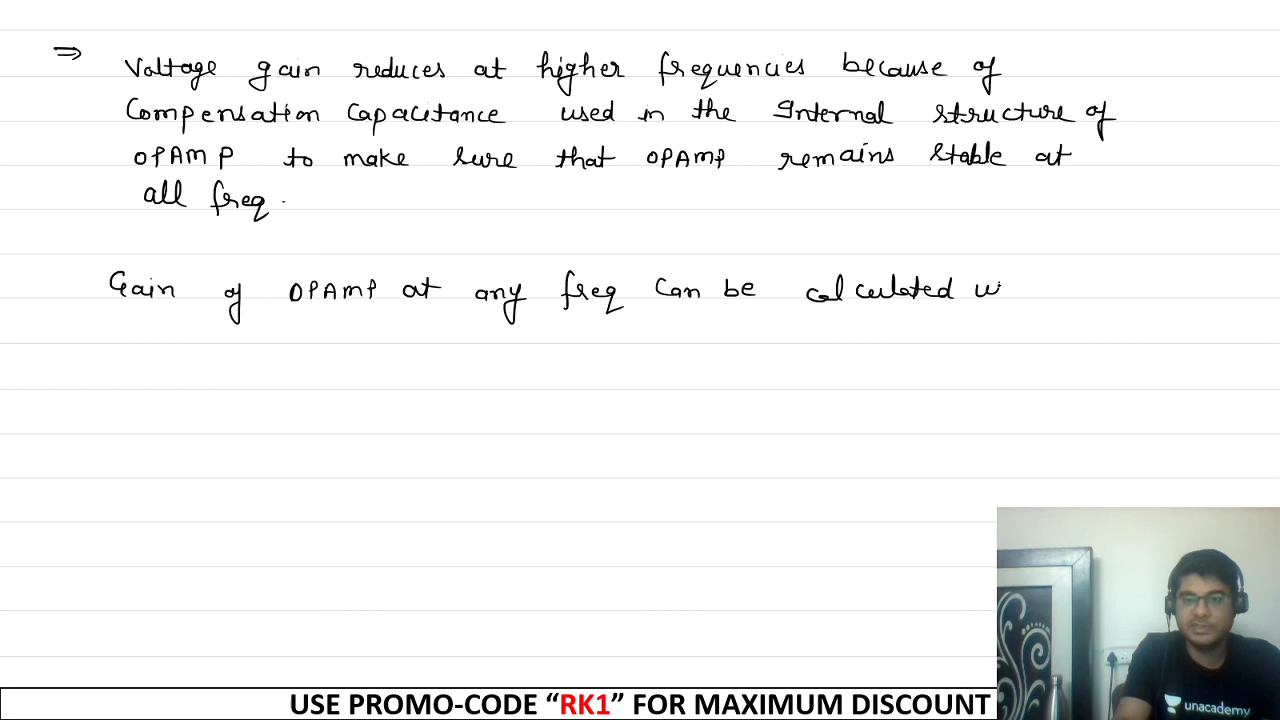 ⇒ Voltage gain reduces at higher frequencies because of
Compensation Capacitance used in the Internal structure of
OPAMP to make sure that OPAMP remains stable at
all freq.
Gain of OPAMP at any freq can be calculated w
unacademy
USE PROMO-CODE “RK1” FOR MAXIMUM DISCOUNT